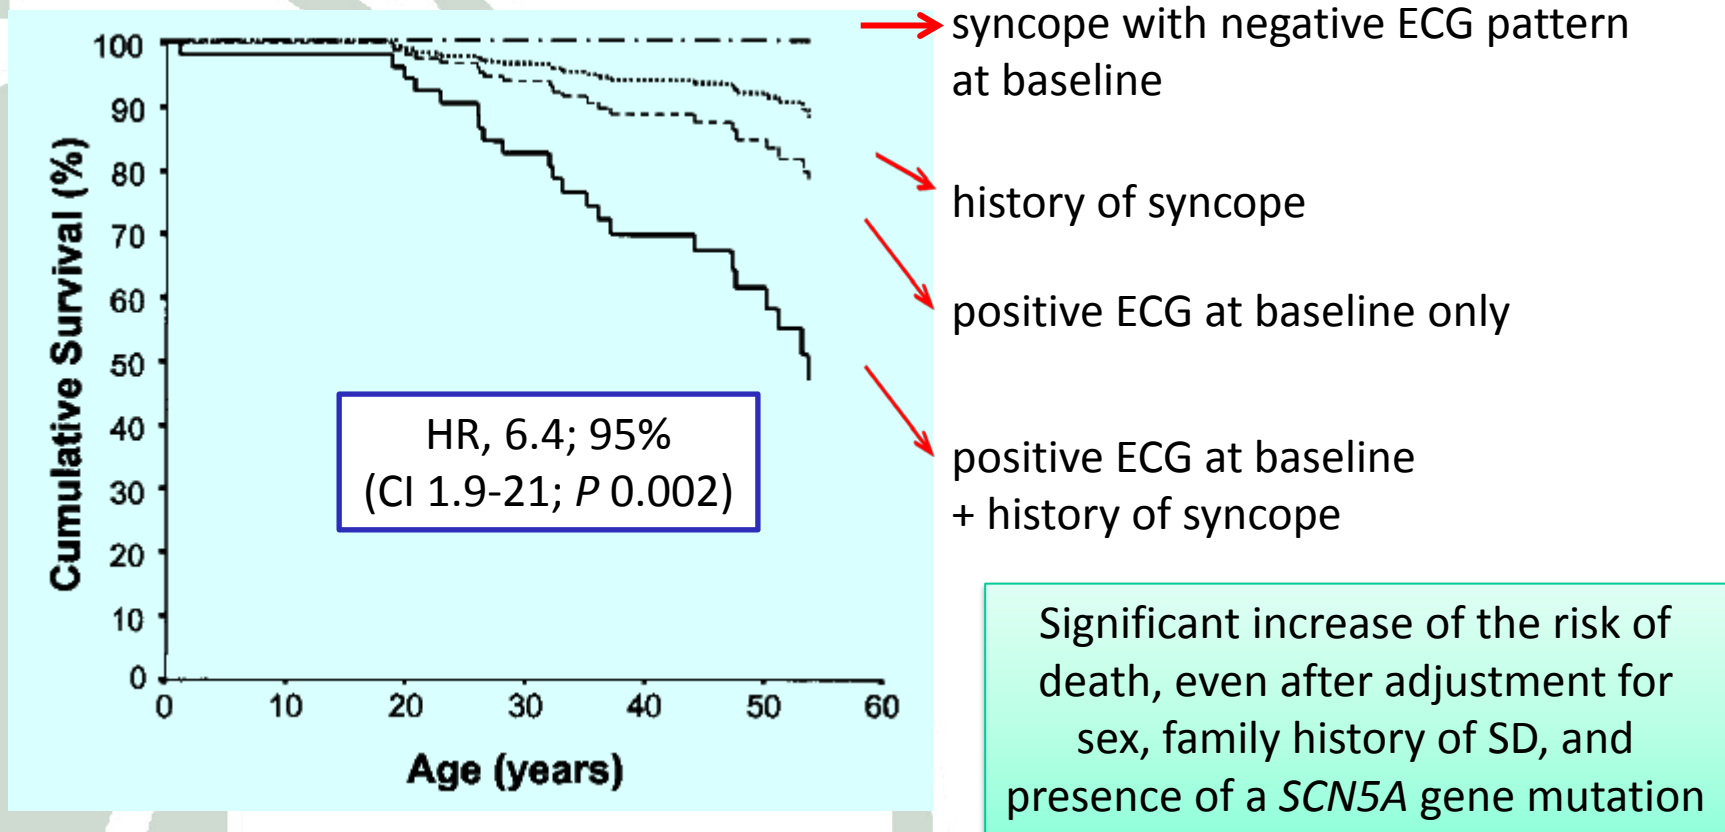 syncope with negative ECG pattern
at baseline
history of syncope
positive ECG at baseline only
positive ECG at baseline
+ history of syncope
Cumulative Survival (%)
100
90
80
70
60
50
40
30
20
10
0
0 10 20 30 40 50 60
Age (years)
HR, 6.4; 95%
(CI 1.9-21; P 0.002)
Significant increase of the risk of
death, even after adjustment for
sex, family history of SD, and
presence of a SCN5A gene mutation